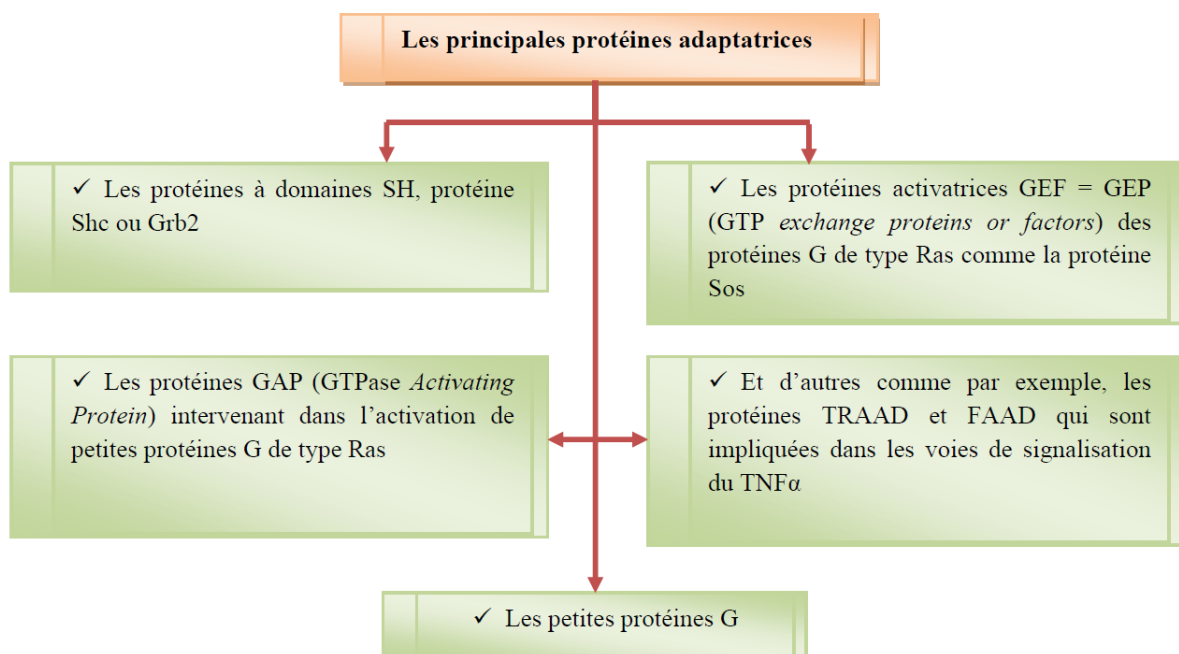 Les principales protéines adaptatrices
✓ Les protéines à domaines SH, protéine
Shc ou Grb2
✓ Les protéines activatrices GEF = GEP
(GTP exchange proteins or factors) des
protéines G de type Ras comme la protéine
Sos
✓ Les protéines GAP (GTPase Activating
Protein) intervenant dans l'activation de
petites protéines G de type Ras
✓ Et d'autres comme par exemple, les
protéines TRAAD et FAAD qui sont
impliquées dans les voies de signalisation
du TNFα
✓ Les petites protéines G